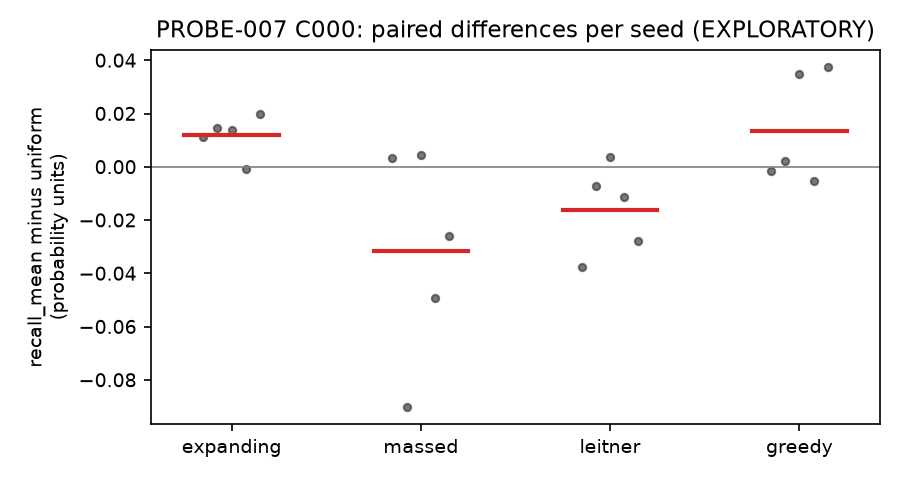 PROBE-007 C000: paired differences per seed (EXPLORATORY)
recall_mean minus uniform
(probability units)
0.04
0.02
0.00
−0.02
−0.04
−0.06
−0.08
expanding
massed
leitner
greedy